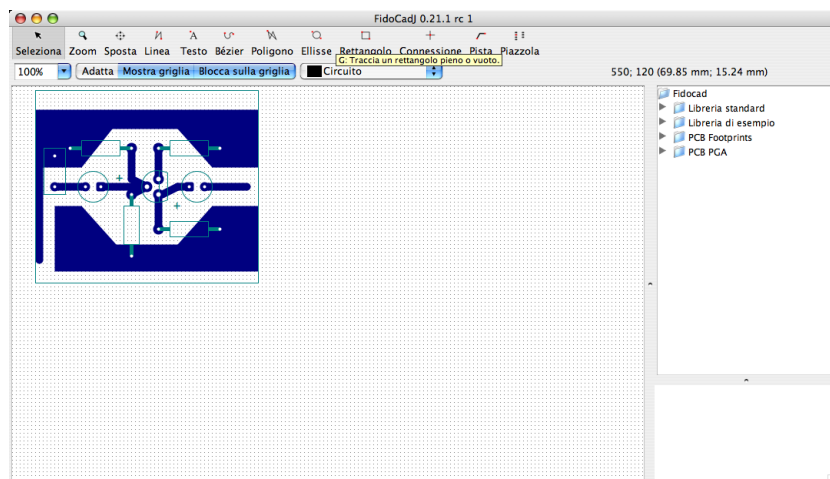 FidoCadJ 0.21.1 rc 1
Seleziona Zoom Sposta Linea Testo Bézier Poligono Ellisse Rettangolo Connessione Pista Piazzola
G: Traccia un rettangolo pieno o vuoto.
100% Adatta Mostra griglia Blocca sulla griglia Circuito 550; 120 (69.85 mm; 15.24 mm)
Fidocad
Libreria standard
Libreria di esempio
PCB Footprints
PCB PGA